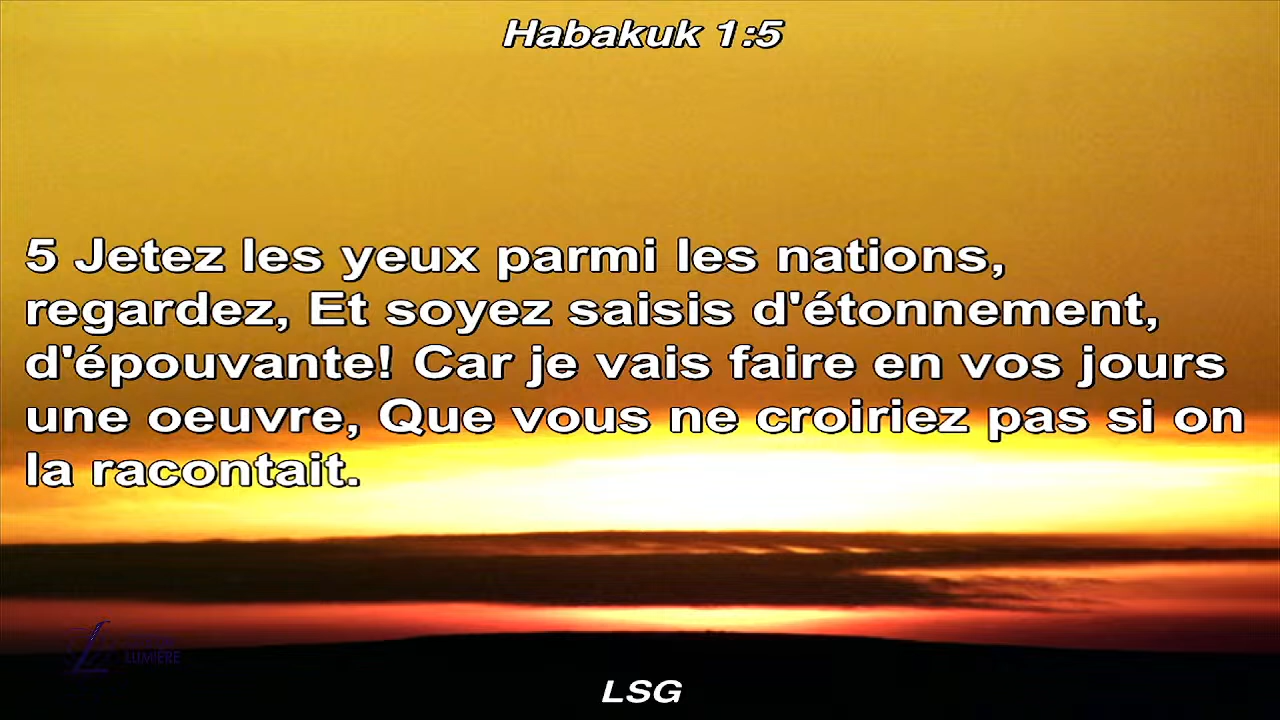 Habakuk 1:5
5 Jetez les yeux parmi les nations,
regardez, Et soyez saisis d'étonnement,
d'épouvante! Car je vais faire en vos jours
une oeuvre, Que vous ne croiriez pas si on
la racontait.
LUMIÈRE
LSG